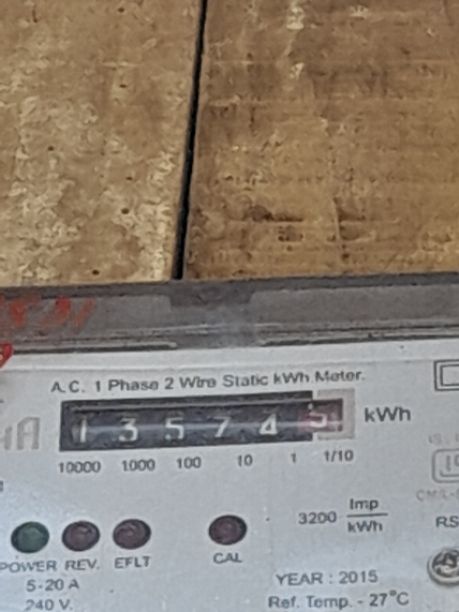 A.C. 1 Phase 2 Wire Static kWh Meter.
1 3 5 7 4 5 kWh
10000 1000 100 10 1 1/10
3200 Imp/kWh
POWER REV. EFLT CAL
RS
5-20 A
YEAR : 2015
240 V.
Ref. Temp. - 27°C